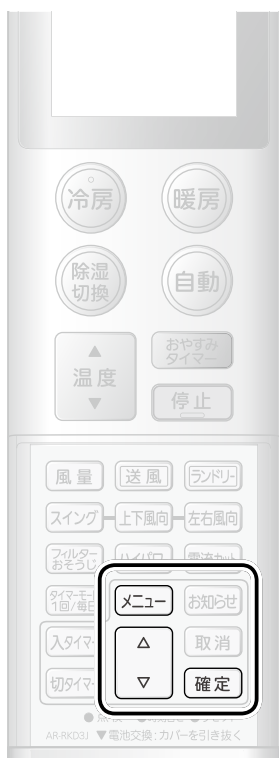 冷房
暖房
除湿
切換
自動
▲
温度
▼
おやすみ
タイマー
停止
風量
送風
ランドリー
スイング
上下風向
左右風向
フィルター
おそうじ
ハイパワ
電流カット
タイマーモー
1回/毎日
メニュー
お知らせ
入タイマ
△
取消
切タイマ
▽
確定
AR-RKD3J ▼電池交換:カバーを引き抜く